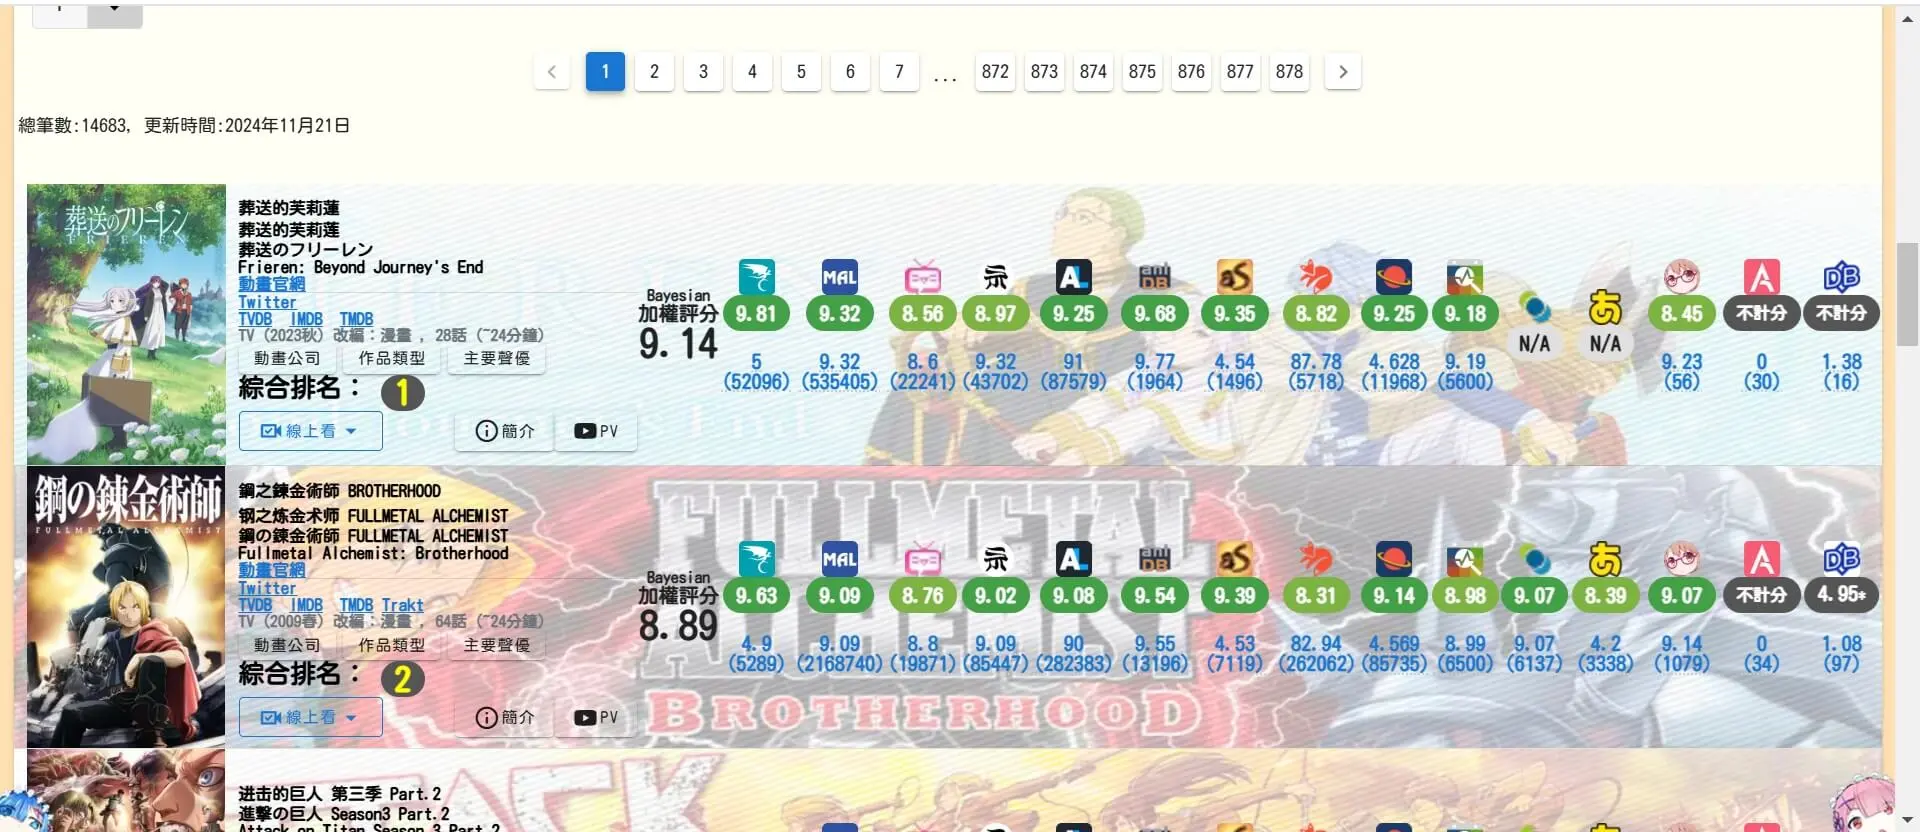 1 2 3 4 5 6 7 ... 872 873 874 875 876 877 878
總筆數:14683, 更新時間:2024年11月21日
葬送のフリーレン
FRIEREN
葬送的芙莉蓮
葬送的芙莉莲
葬送のフリーレン
Frieren: Beyond Journey's End
動畫官網
Twitter
TVDB IMDB TMDB
TV (2023秋) 改編：漫畫 , 28話 (~24分鐘)
動畫公司 作品類型 主要聲優
綜合排名： 1
線上看 簡介 PV
Bayesian
加權評分
9.14
MAL AL aniDB aS あ A DB
9.81 9.32 8.56 8.97 9.25 9.68 9.35 8.82 9.25 9.18 N/A N/A 8.45 不計分 不計分
5 9.32 8.6 9.32 91 9.77 4.54 87.78 4.628 9.19 9.23 0 1.38
(52096) (535405) (22241) (43702) (87579) (1964) (1496) (5718) (11968) (5600) (56) (30) (16)
鋼の錬金術師
FULLMETAL ALCHEMIST
鋼之鍊金術師 BROTHERHOOD
钢之炼金术师 FULLMETAL ALCHEMIST
鋼の錬金術師 FULLMETAL ALCHEMIST
Fullmetal Alchemist: Brotherhood
動畫官網
Twitter
TVDB IMDB TMDB Trakt
TV (2009春) 改編：漫畫 , 64話 (~24分鐘)
動畫公司 作品類型 主要聲優
綜合排名： 2
線上看 簡介 PV
FULLMETAL
ALCHEMIST
BROTHERHOOD
Bayesian
加權評分
8.89
MAL AL aniDB aS あ A DB
9.63 9.09 8.76 9.02 9.08 9.54 9.39 8.31 9.14 8.98 9.07 8.39 9.07 不計分 4.95*
4.9 9.09 8.8 9.09 90 9.55 4.53 82.94 4.569 8.99 9.07 4.2 9.14 0 1.08
(5289) (2168740) (19871) (85447) (282383) (13196) (7119) (262062) (85735) (6500) (6137) (3338) (1079) (34) (97)
进击的巨人 第三季 Part.2
進撃の巨人 Season3 Part.2
Attack on Titan Season 3 Part 2